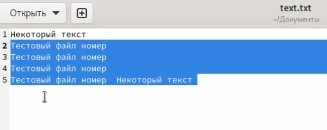 Открыть
text.txt
~/Документы
1 Некоторый текст
2 Тестовый файл номер
3 Тестовый файл номер
4 Тестовый файл номер
5 Тестовый файл номер  Некоторый текст